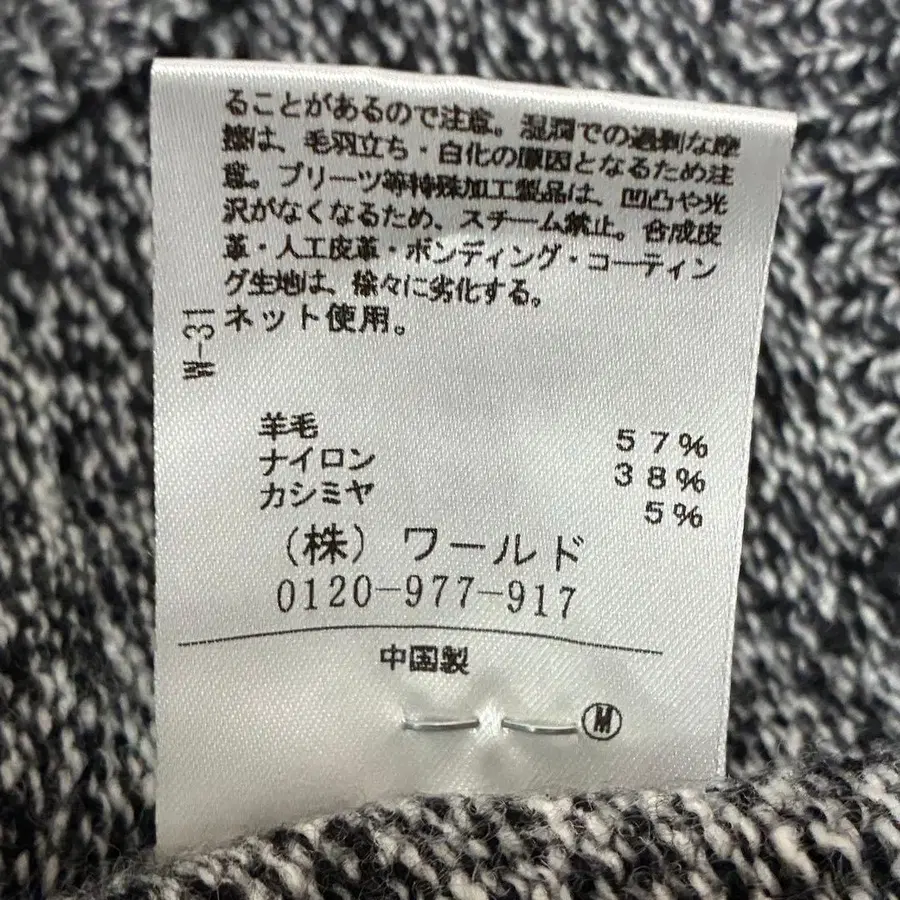 ることがあるので注意。湿潤での過剰な摩
擦は、毛羽立ち・白化の原因となるため注
意。プリーツ等特殊加工製品は、凹凸や光
沢がなくなるため、スチーム禁止。合成皮
革・人工皮革・ボンディング・コーティン
グ生地は、徐々に劣化する。
ネット使用。
W-31
羊毛 57%
ナイロン 38%
カシミヤ 5%
(株)ワールド
0120-977-917
中国製
M